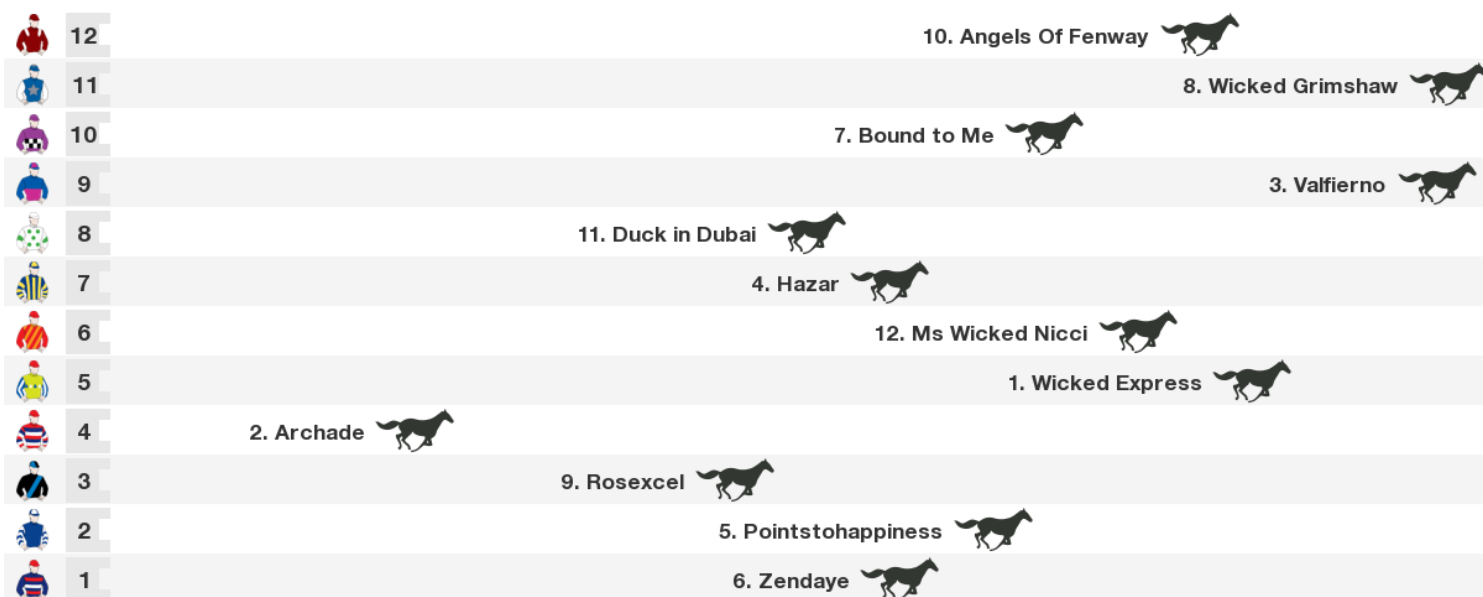 12 10. Angels Of Fenway
11 8. Wicked Grimshaw
10 7. Bound to Me
9 3. Valfierno
8 11. Duck in Dubai
7 4. Hazar
6 12. Ms Wicked Nicci
5 1. Wicked Express
4 2. Archade
3 9. Rosexcel
2 5. Pointstohappiness
1 6. Zendaye